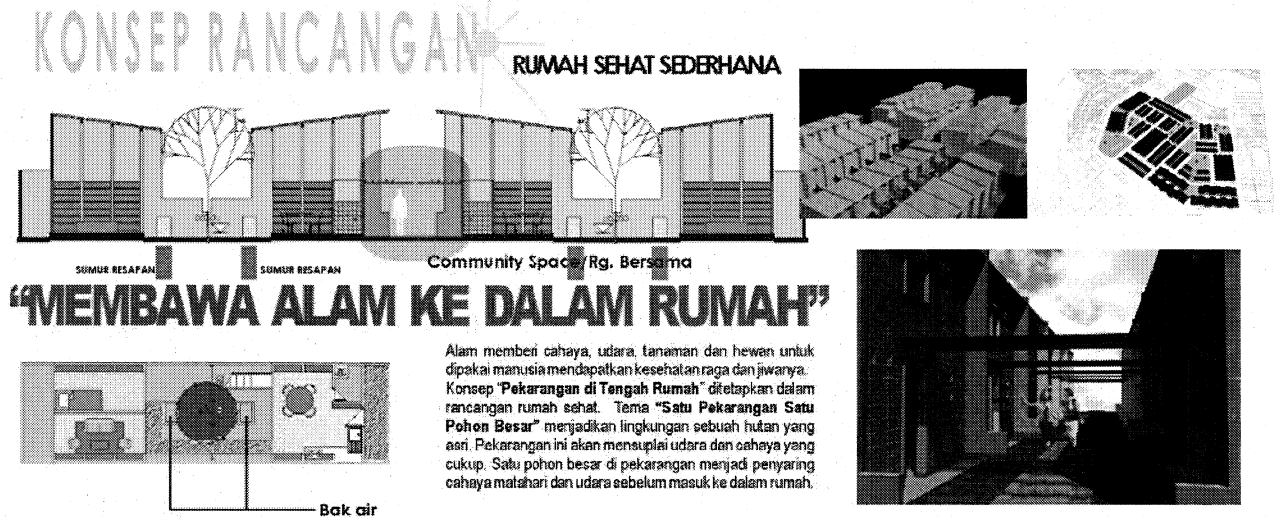 KONSEP RANCANGAN
RUMAH SEHAT SEDERHANA
SUMUR RESAPAN
SUMUR RESAPAN
Community Space/Rg. Bersama
“MEMBAWA ALAM KE DALAM RUMAH”
Alam memberi cahaya, udara, tanaman dan hewan untuk
dipakai manusia mendapatkan kesehatan raga dan jiwanya.
Konsep “Pekarangan di Tengah Rumah” ditetapkan dalam
rancangan rumah sehat. Tema “Satu Pekarangan Satu
Pohon Besar” menjadikan lingkungan sebuah hutan yang
asri. Pekarangan ini akan mensuplai udara dan cahaya yang
cukup. Satu pohon besar di pekarangan menjadi penyaring
cahaya matahari dan udara sebelum masuk ke dalam rumah.
Bak air